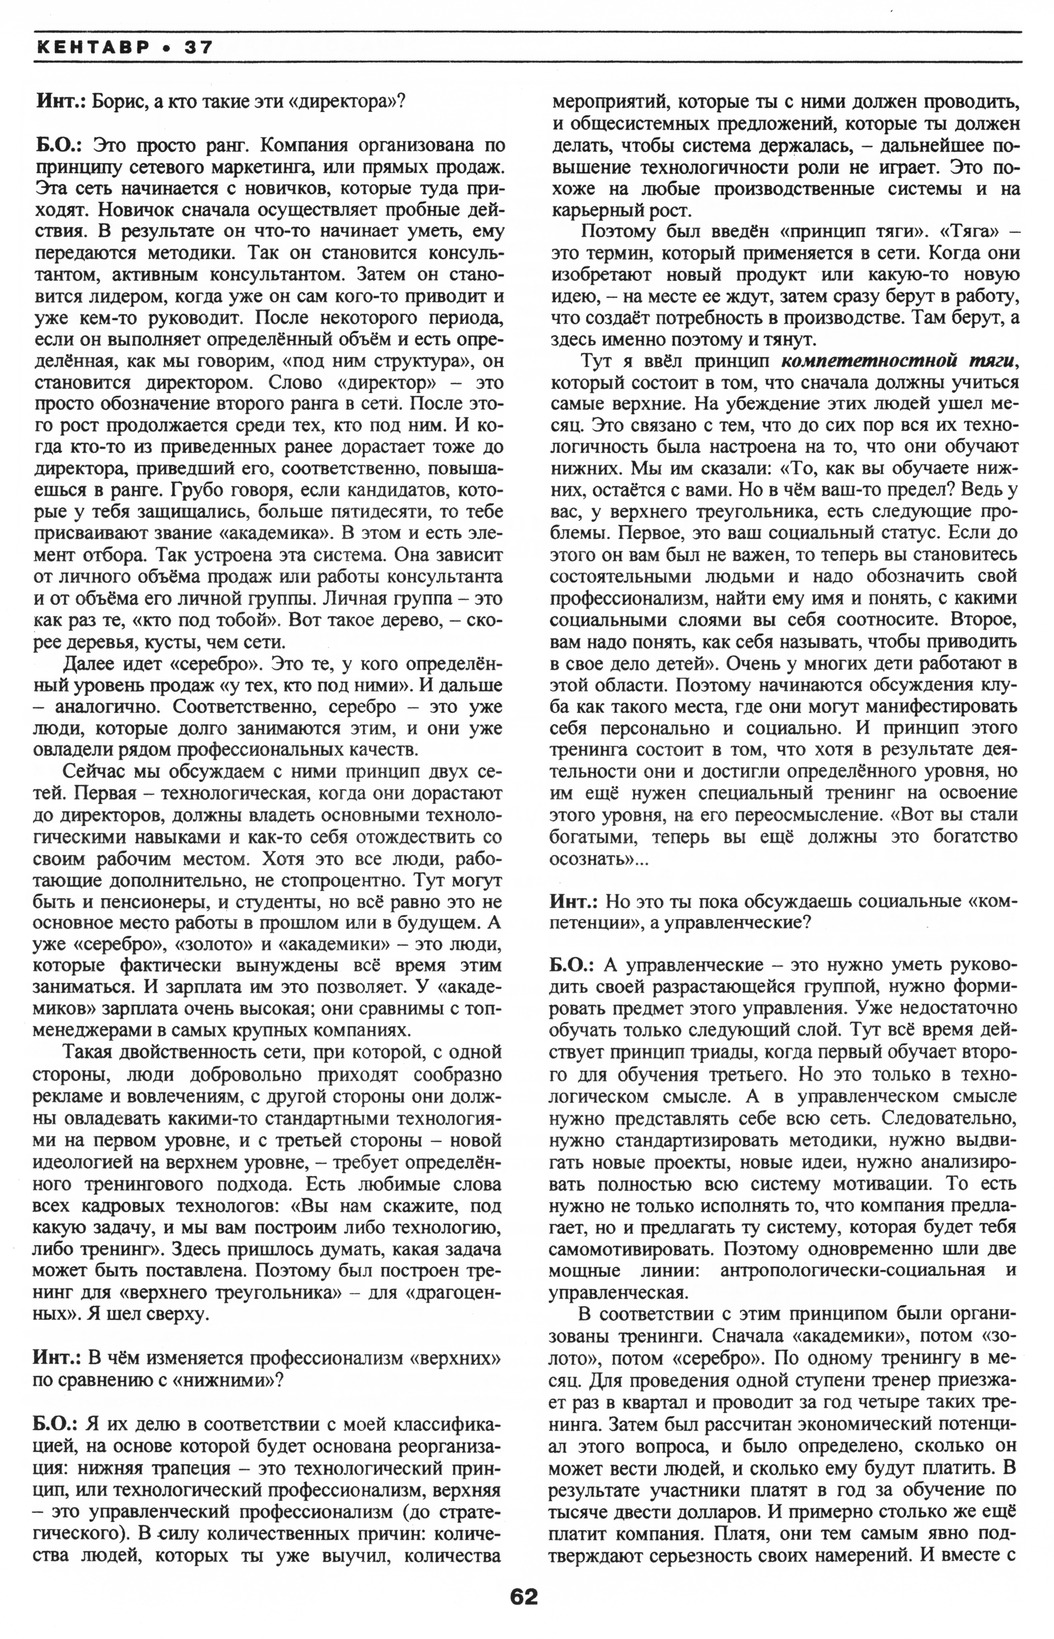 КЕНТАВР • 37
Инт.: Борис, а кто такие эти «директора»?
Б.О.: Это просто ранг. Компания организована по
принципу сетевого маркетинга, или прямых продаж.
Эта сеть начинается с новичков, которые туда при-
ходят. Новичок сначала осуществляет пробные дей-
ствия. В результате он что-то начинает уметь, ему
передаются методики. Так он становится консуль-
тантом, активным консультантом. Затем он стано-
вится лидером, когда уже он сам кого-то приводит и
уже кем-то руководит. После некоторого периода,
если он выполняет определённый объём и есть опре-
делённая, как мы говорим, «под ним структура», он
становится директором. Слово «директор» – это
просто обозначение второго ранга в сети. После это-
го рост продолжается среди тех, кто под ним. И ко-
гда кто-то из приведенных ранее дорастает тоже до
директора, приведший его, соответственно, повыша-
ешься в ранге. Грубо говоря, если кандидатов, кото-
рые у тебя защищались, больше пятидесяти, то тебе
присваивают звание «академика». В этом и есть эле-
мент отбора. Так устроена эта система. Она зависит
от личного объёма продаж или работы консультанта
и от объёма его личной группы. Личная группа – это
как раз те, «кто под тобой». Вот такое дерево, – ско-
рее деревья, кусты, чем сети.
Далее идет «серебро». Это те, у кого определён-
ный уровень продаж «у тех, кто под ними». И дальше
– аналогично. Соответственно, серебро – это уже
люди, которые долго занимаются этим, и они уже
овладели рядом профессиональных качеств.
Сейчас мы обсуждаем с ними принцип двух се-
тей. Первая – технологическая, когда они дорастают
до директоров, должны владеть основными техноло-
гическими навыками и как-то себя отождествить со
своим рабочим местом. Хотя это все люди, рабо-
тающие дополнительно, не стопроцентно. Тут могут
быть и пенсионеры, и студенты, но всё равно это не
основное место работы в прошлом или в будущем. А
уже «серебро», «золото» и «академики» – это люди,
которые фактически вынуждены всё время этим
заниматься. И зарплата им это позволяет. У «акаде-
миков» зарплата очень высокая; они сравнимы с топ-
менеджерами в самых крупных компаниях.
Такая двойственность сети, при которой, с одной
стороны, люди добровольно приходят сообразно
рекламе и вовлечениям, с другой стороны они долж-
ны овладевать какими-то стандартными технология-
ми на первом уровне, и с третьей стороны – новой
идеологией на верхнем уровне, – требует определён-
ного тренингового подхода. Есть любимые слова
всех кадровых технологов: «Вы нам скажите, под
какую задачу, и мы вам построим либо технологию,
либо тренинг». Здесь пришлось думать, какая задача
может быть поставлена. Поэтому был построен тре-
нинг для «верхнего треугольника» – для «драгоцен-
ных». Я шел сверху.
Инт.: В чём изменяется профессионализм «верхних»
по сравнению с «нижними»?
Б.О.: Я их делю в соответствии с моей классифика-
цией, на основе которой будет основана реорганиза-
ция: нижняя трапеция – это технологический прин-
цип, или технологический профессионализм, верхняя
– это управленческий профессионализм (до страте-
гического). В силу количественных причин: количе-
ства людей, которых ты уже выучил, количества
мероприятий, которые ты с ними должен проводить,
и общесистемных предложений, которые ты должен
делать, чтобы система держалась, – дальнейшее по-
вышение технологичности роли не играет. Это по-
хоже на любые производственные системы и на
карьерный рост.
Поэтому был введён «принцип тяги». «Тяга» –
это термин, который применяется в сети. Когда они
изобретают новый продукт или какую-то новую
идею, – на месте ее ждут, затем сразу берут в работу,
что создаёт потребность в производстве. Там берут, а
здесь именно поэтому и тянут.
Тут я ввёл принцип компететностной тяги,
который состоит в том, что сначала должны учиться
самые верхние. На убеждение этих людей ушел ме-
сяц. Это связано с тем, что до сих пор вся их техно-
логичность была настроена на то, что они обучают
нижних. Мы им сказали: «То, как вы обучаете ниж-
них, остаётся с вами. Но в чём ваш-то предел? Ведь у
вас, у верхнего треугольника, есть следующие про-
блемы. Первое, это ваш социальный статус. Если до
этого он вам был не важен, то теперь вы становитесь
состоятельными людьми и надо обозначить свой
профессионализм, найти ему имя и понять, с какими
социальными слоями вы себя соотносите. Второе,
вам надо понять, как себя называть, чтобы приводить
в свое дело детей». Очень у многих дети работают в
этой области. Поэтому начинаются обсуждения клу-
ба как такого места, где они могут манифестировать
себя персонально и социально. И принцип этого
тренинга состоит в том, что хотя в результате дея-
тельности они и достигли определённого уровня, но
им ещё нужен специальный тренинг на освоение
этого уровня, на его переосмысление. «Вот вы стали
богатыми, теперь вы ещё должны это богатство
осознать»...
Инт.: Но это ты пока обсуждаешь социальные «ком-
петенции», а управленческие?
Б.О.: А управленческие – это нужно уметь руково-
дить своей разрастающейся группой, нужно форми-
ровать предмет этого управления. Уже недостаточно
обучать только следующий слой. Тут всё время дей-
ствует принцип триады, когда первый обучает второ-
го для обучения третьего. Но это только в техно-
логическом смысле. А в управленческом смысле
нужно представлять себе всю сеть. Следовательно,
нужно стандартизировать методики, нужно выдви-
гать новые проекты, новые идеи, нужно анализиро-
вать полностью всю систему мотивации. То есть
нужно не только исполнять то, что компания предла-
гает, но и предлагать ту систему, которая будет тебя
самомотивировать. Поэтому одновременно шли две
мощные линии: антропологически-социальная и
управленческая.
В соответствии с этим принципом были органи-
зованы тренинги. Сначала «академики», потом «зо-
лото», потом «серебро». По одному тренингу в ме-
сяц. Для проведения одной ступени тренер приезжа-
ет раз в квартал и проводит за год четыре таких тре-
нинга. Затем был рассчитан экономический потенци-
ал этого вопроса, и было определено, сколько он
может вести людей, и сколько ему будут платить. В
результате участники платят в год за обучение по
тысяче двести долларов. И примерно столько же ещё
платит компания. Платя, они тем самым явно под-
тверждают серьезность своих намерений. И вместе с
62